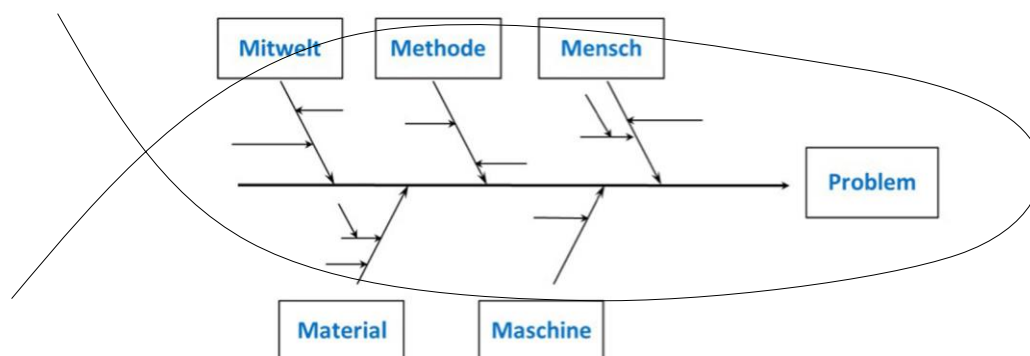 Mitwelt
Methode
Mensch
Problem
Material
Maschine